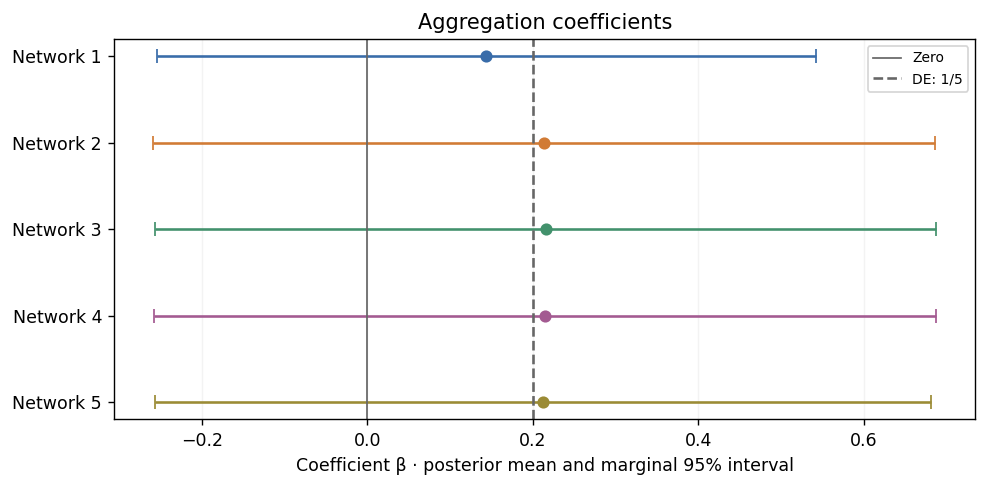 Aggregation coefficients
Network 1
Network 2
Network 3
Network 4
Network 5
Zero
DE: 1/5
−0.2 0.0 0.2 0.4 0.6
Coefficient β · posterior mean and marginal 95% interval